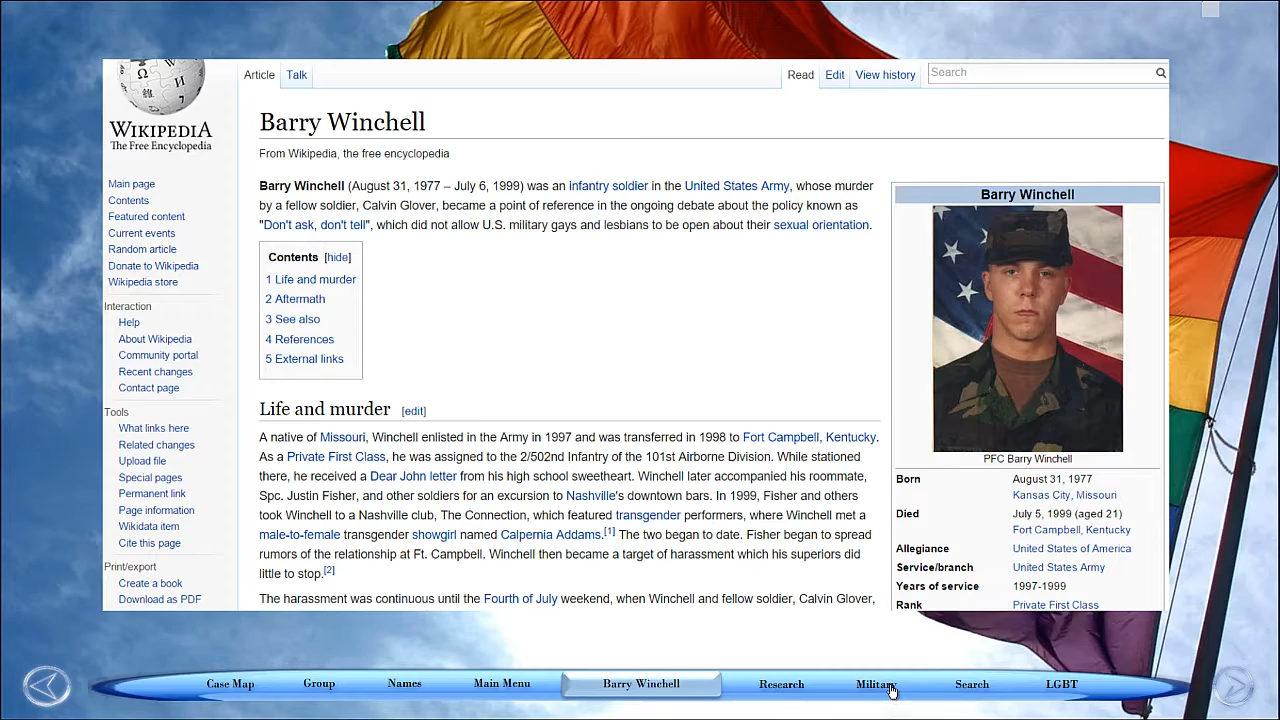 Article
Talk
Read
Edit
View history
Search
WIKIPEDIA
The Free Encyclopedia
Main page
Contents
Featured content
Current events
Random article
Donate to Wikipedia
Wikipedia store
Interaction
Help
About Wikipedia
Community portal
Recent changes
Contact page
Tools
What links here
Related changes
Upload file
Special pages
Permanent link
Page information
Wikidata item
Cite this page
Print/export
Create a book
Download as PDF
Barry Winchell
From Wikipedia, the free encyclopedia
Barry Winchell (August 31, 1977 – July 6, 1999) was an infantry soldier in the United States Army, whose murder
by a fellow soldier, Calvin Glover, became a point of reference in the ongoing debate about the policy known as
"Don't ask, don't tell", which did not allow U.S. military gays and lesbians to be open about their sexual orientation.
Contents [hide]
1 Life and murder
2 Aftermath
3 See also
4 References
5 External links
Life and murder [edit]
A native of Missouri, Winchell enlisted in the Army in 1997 and was transferred in 1998 to Fort Campbell, Kentucky.
As a Private First Class, he was assigned to the 2/502nd Infantry of the 101st Airborne Division. While stationed
there, he received a Dear John letter from his high school sweetheart. Winchell later accompanied his roommate,
Spc. Justin Fisher, and other soldiers for an excursion to Nashville's downtown bars. In 1999, Fisher and others
took Winchell to a Nashville club, The Connection, which featured transgender performers, where Winchell met a
male-to-female transgender showgirl named Calpernia Addams.[1] The two began to date. Fisher began to spread
rumors of the relationship at Ft. Campbell. Winchell then became a target of harassment which his superiors did
little to stop.[2]
The harassment was continuous until the Fourth of July weekend, when Winchell and fellow soldier, Calvin Glover,
Barry Winchell
PFC Barry Winchell
Born August 31, 1977
Kansas City, Missouri
Died July 5, 1999 (aged 21)
Fort Campbell, Kentucky
Allegiance United States of America
Service/branch United States Army
Years of service 1997-1999
Rank Private First Class
Case Map
Group
Names
Main Menu
Barry Winchell
Research
Military
Search
LGBT